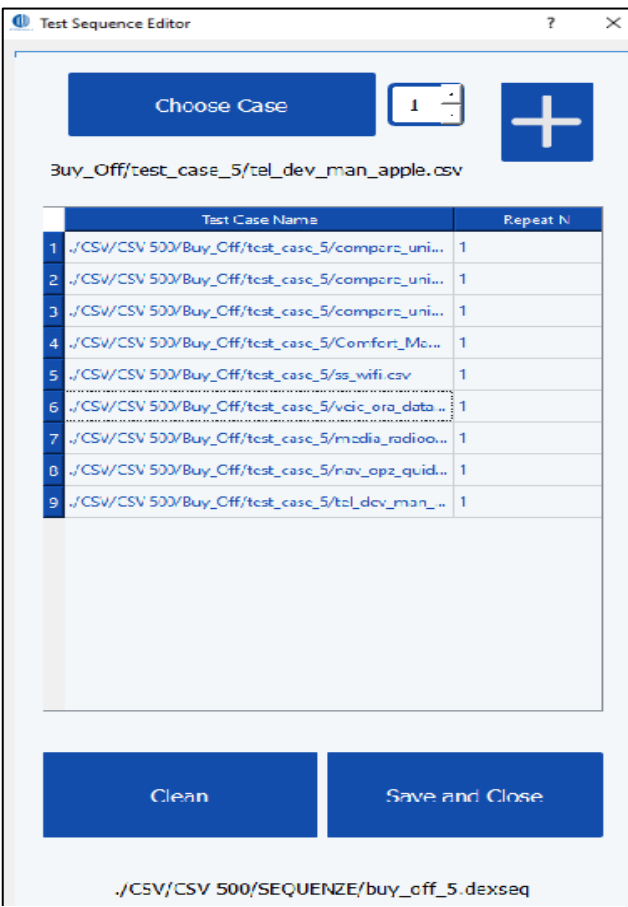 Test Sequence Editor ? ×
Choose Case 1
Buy_Off/test_case_5/tel_dev_man_apple.csv
Test Case Name Repeat N
1 ./CSV/CSV 500/Buy_Off/test_case_5/compare_uni... 1
2 ./CSV/CSV 500/Buy_Off/test_case_5/compare_uni... 1
3 ./CSV/CSV 500/Buy_Off/test_case_5/compare_uni... 1
4 ./CSV/CSV 500/Buy_Off/test_case_5/Comfort_Ma... 1
5 ./CSV/CSV 500/Buy_Off/test_case_5/ss_wifi.csv 1
6 ./CSV/CSV 500/Buy_Off/test_case_5/veic_ora_data... 1
7 ./CSV/CSV 500/Buy_Off/test_case_5/media_radioo... 1
8 ./CSV/CSV 500/Buy_Off/test_case_5/nav_opz_guid... 1
9 ./CSV/CSV 500/Buy_Off/test_case_5/tel_dev_man_... 1
Clean Save and Close
./CSV/CSV 500/SEQUENZE/buy_off_5.dexseq